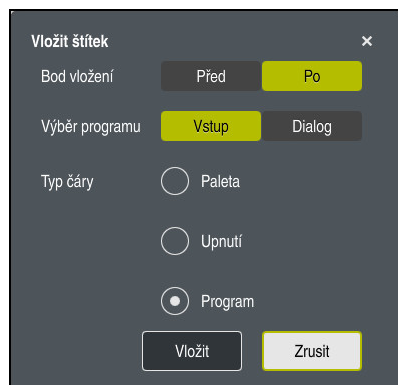 Vložit štítek ×
Bod vložení Před Po
Výběr programu Vstup Dialog
Typ čáry Paleta
Upnutí
Program
Vložit Zrusit